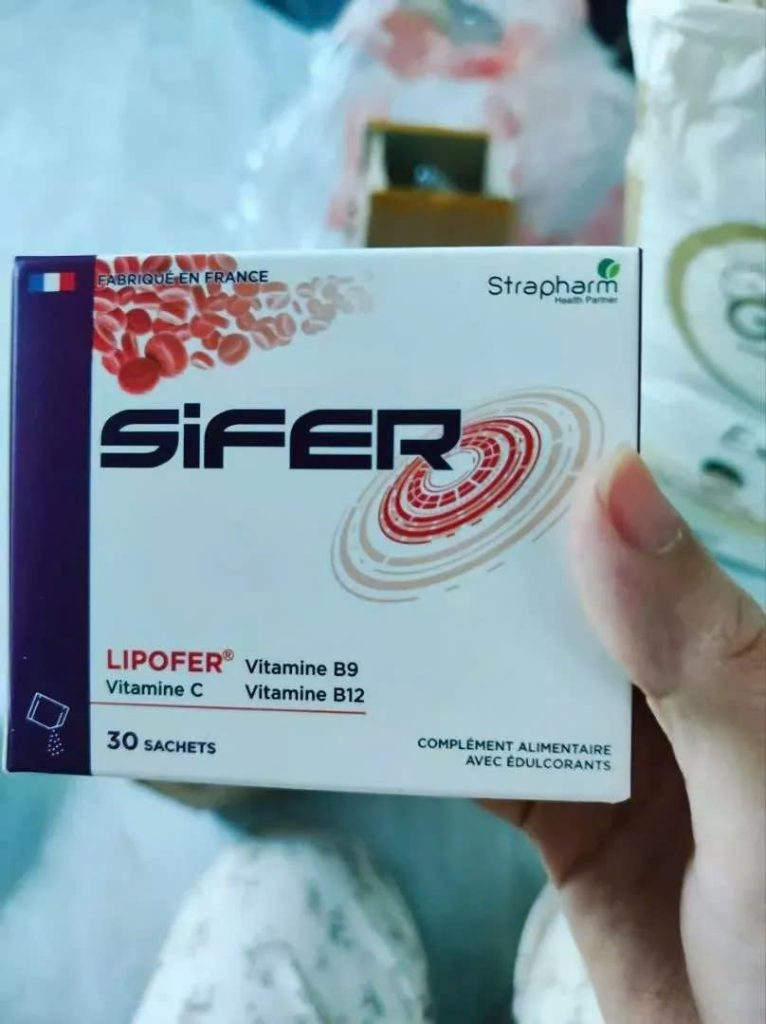 FABRIQUÉ EN FRANCE
Strapharm
Health Partner
SiFER
LIPOFER® Vitamine B9
Vitamine C Vitamine B12
30 SACHETS
COMPLÉMENT ALIMENTAIRE
AVEC ÉDULCORANTS